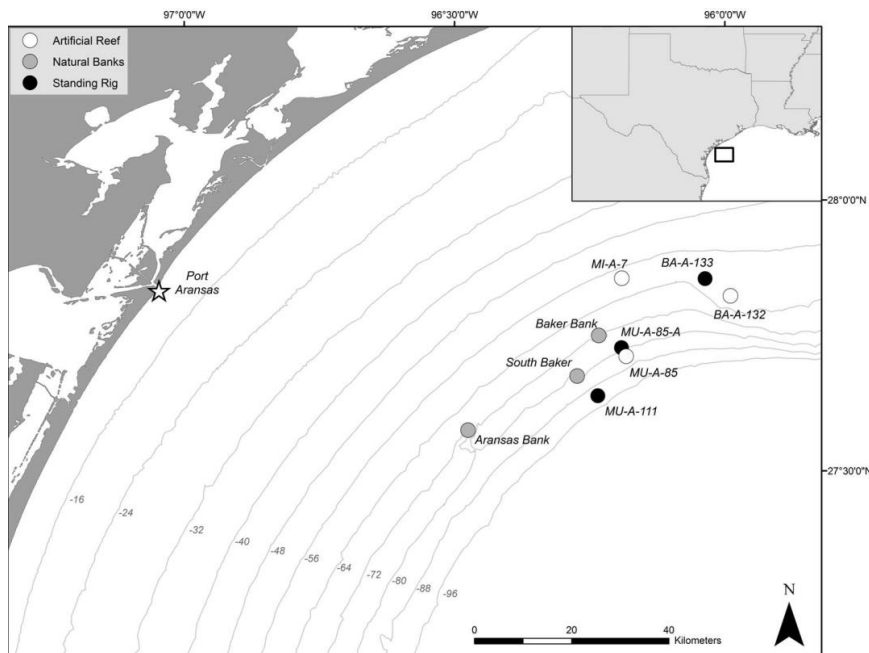 97°0'0"W
96°30'0"W
96°0'0"W
Artificial Reef
Natural Banks
Standing Rig
28°0'0"N
Port
Aransas
MI-A-7
BA-A-133
BA-A-132
Baker Bank
MU-A-85-A
South Baker
MU-A-85
MU-A-111
Aransas Bank
27°30'0"N
-16
-24
-32
-40
-48
-56
-64
-72
-80
-88
-96
N
0
10
20
40
Kilometers